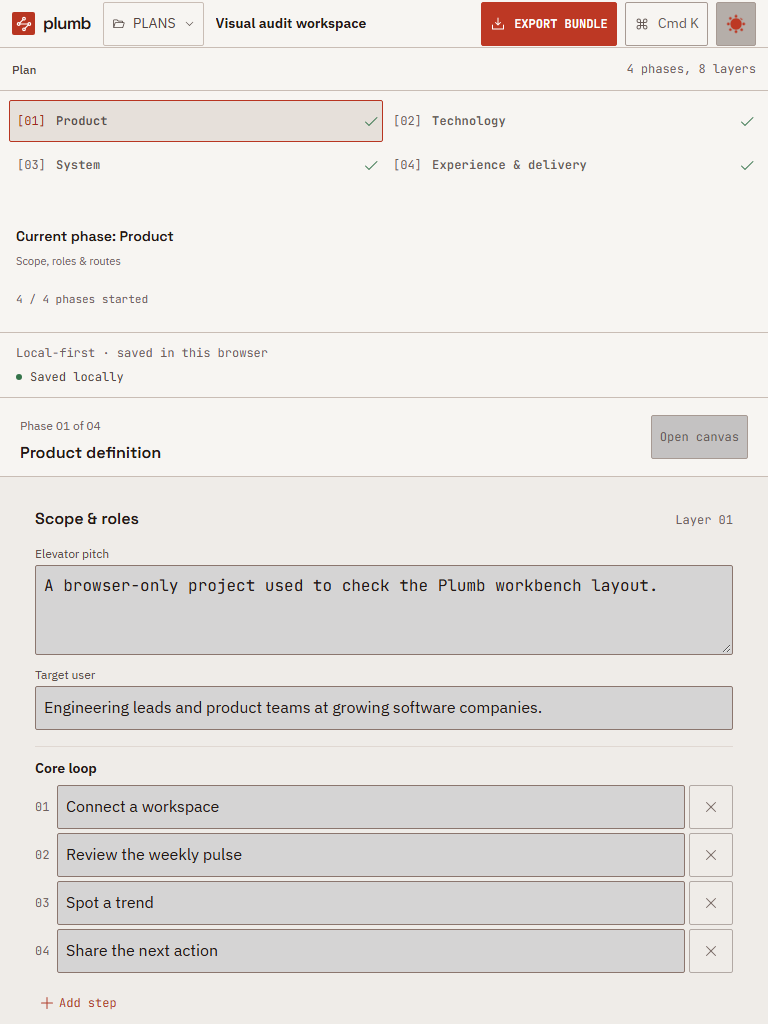 plumb
PLANS
Visual audit workspace
EXPORT BUNDLE
⌘ Cmd K
Plan
4 phases, 8 layers
[01] Product
[02] Technology
[03] System
[04] Experience & delivery
Current phase: Product
Scope, roles & routes
4 / 4 phases started
Local-first · saved in this browser
Saved locally
Phase 01 of 04
Product definition
Open canvas
Scope & roles
Layer 01
Elevator pitch
A browser-only project used to check the Plumb workbench layout.
Target user
Engineering leads and product teams at growing software companies.
Core loop
01 Connect a workspace
02 Review the weekly pulse
03 Spot a trend
04 Share the next action
+ Add step